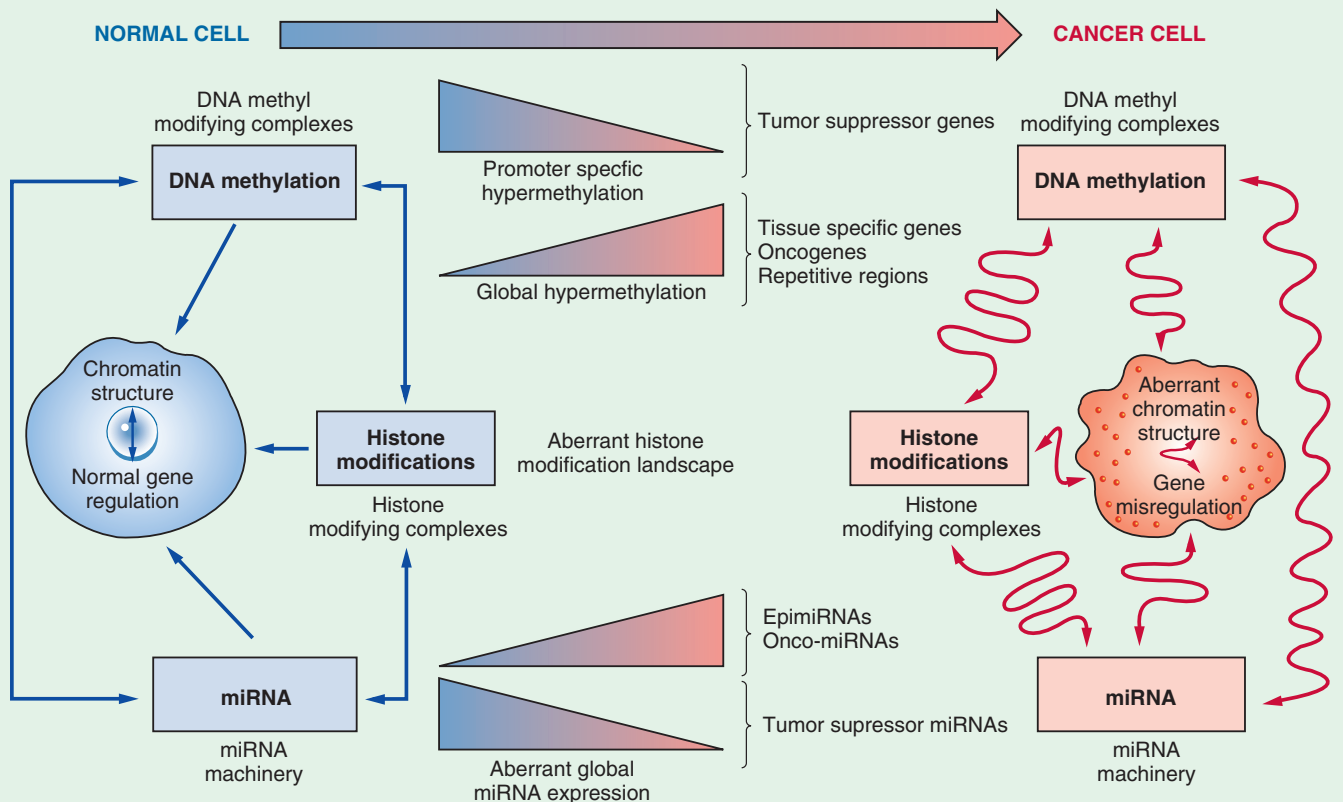 NORMAL CELL
CANCER CELL
DNA methyl
modifying complexes
DNA methylation
Chromatin
structure
Normal gene
regulation
Histone
modifications
Histone
modifying complexes
miRNA
miRNA
machinery
Promoter specfic
hypermethylation
Tumor suppressor genes
Global hypermethylation
Tissue specific genes
Oncogenes
Repetitive regions
Aberrant histone
modification landscape
EpimiRNAs
Onco-miRNAs
Tumor supressor miRNAs
Aberrant global
miRNA expression
DNA methyl
modifying complexes
DNA methylation
Histone
modifications
Histone
modifying complexes
Aberrant
chromatin
structure
Gene
misregulation
miRNA
miRNA
machinery